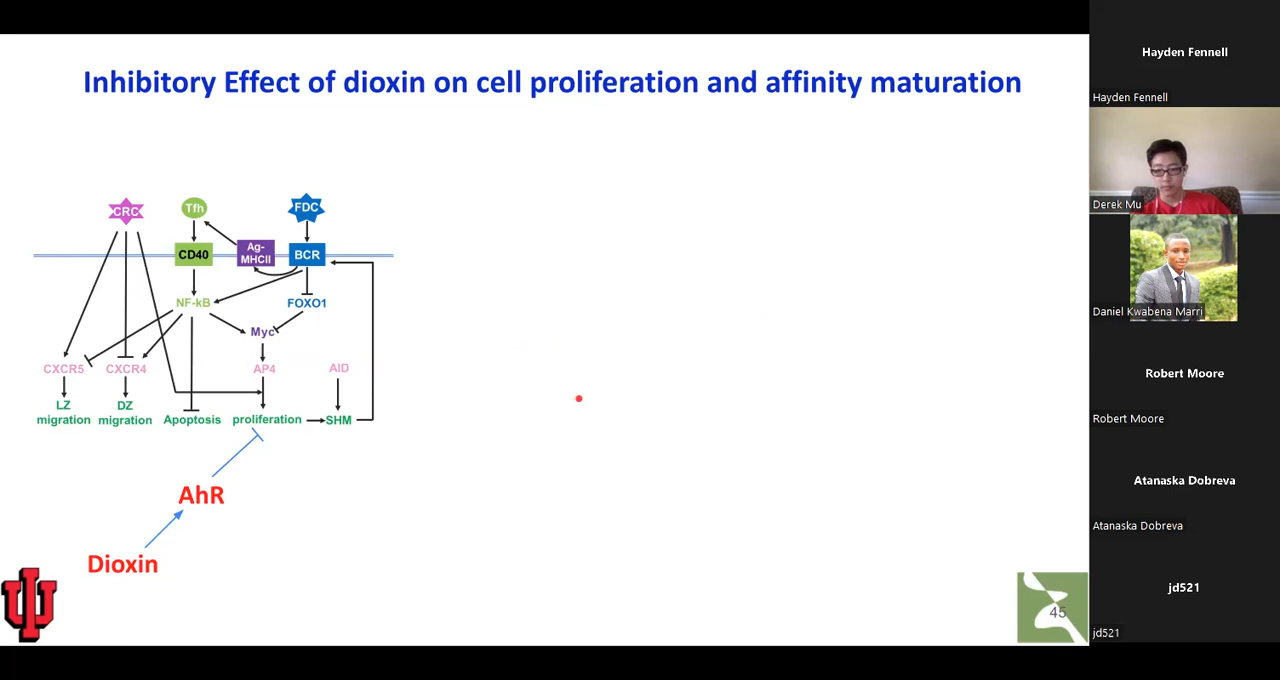 Inhibitory Effect of dioxin on cell proliferation and affinity maturation
CRC
Tfh
FDC
CD40
Ag-
MHCII
BCR
NF-kB
FOXO1
Myc
CXCR5
CXCR4
AP4
AID
LZ
migration
DZ
migration
Apoptosis
proliferation
SHM
AhR
Dioxin
45
Hayden Fennell
Hayden Fennell
Derek Mu
Daniel Kwabena Marri
Robert Moore
Robert Moore
Atanaska Dobreva
Atanaska Dobreva
jd521
jd521